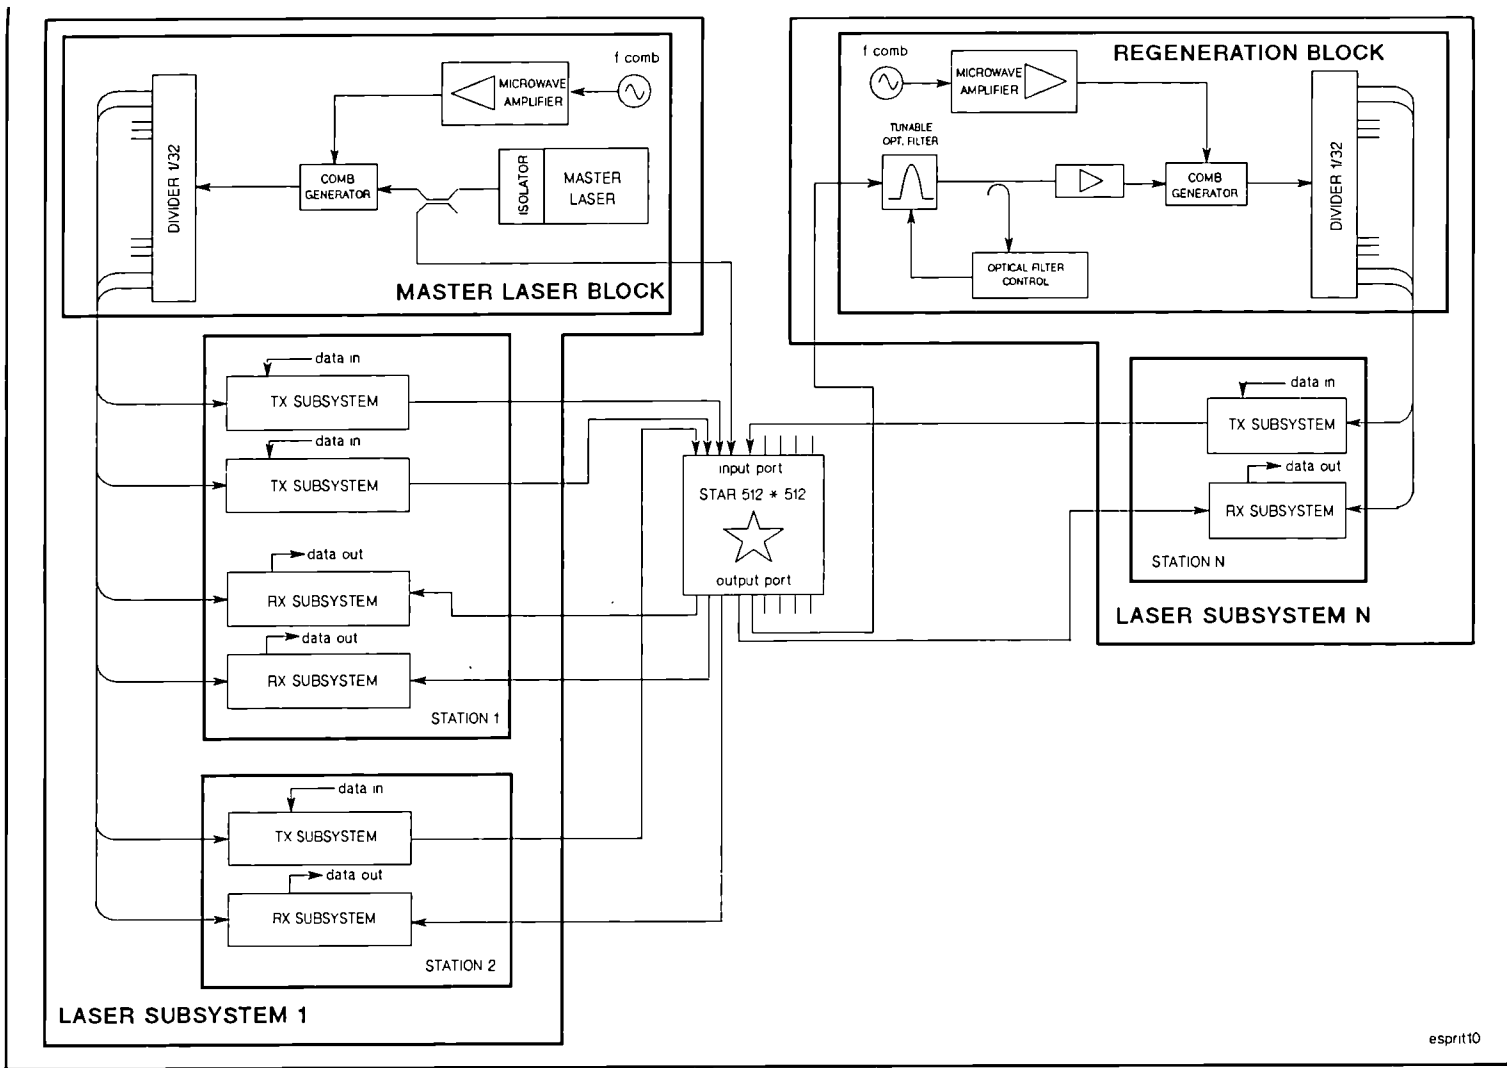 f comb
MICROWAVE
AMPLIFIER
DIVIDER 1/32
COMB
GENERATOR
ISOLATOR
MASTER
LASER
MASTER LASER BLOCK
f comb
REGENERATION BLOCK
MICROWAVE
AMPLIFIER
TUNABLE
OPT. FILTER
COMB
GENERATOR
DIVIDER 1/32
OPTICAL FILTER
CONTROL
data in
TX SUBSYSTEM
data in
TX SUBSYSTEM
data out
RX SUBSYSTEM
data out
RX SUBSYSTEM
STATION 1
data in
TX SUBSYSTEM
data out
RX SUBSYSTEM
STATION 2
LASER SUBSYSTEM 1
input port
STAR 512 * 512
output port
data in
TX SUBSYSTEM
data out
RX SUBSYSTEM
STATION N
LASER SUBSYSTEM N
esprit10